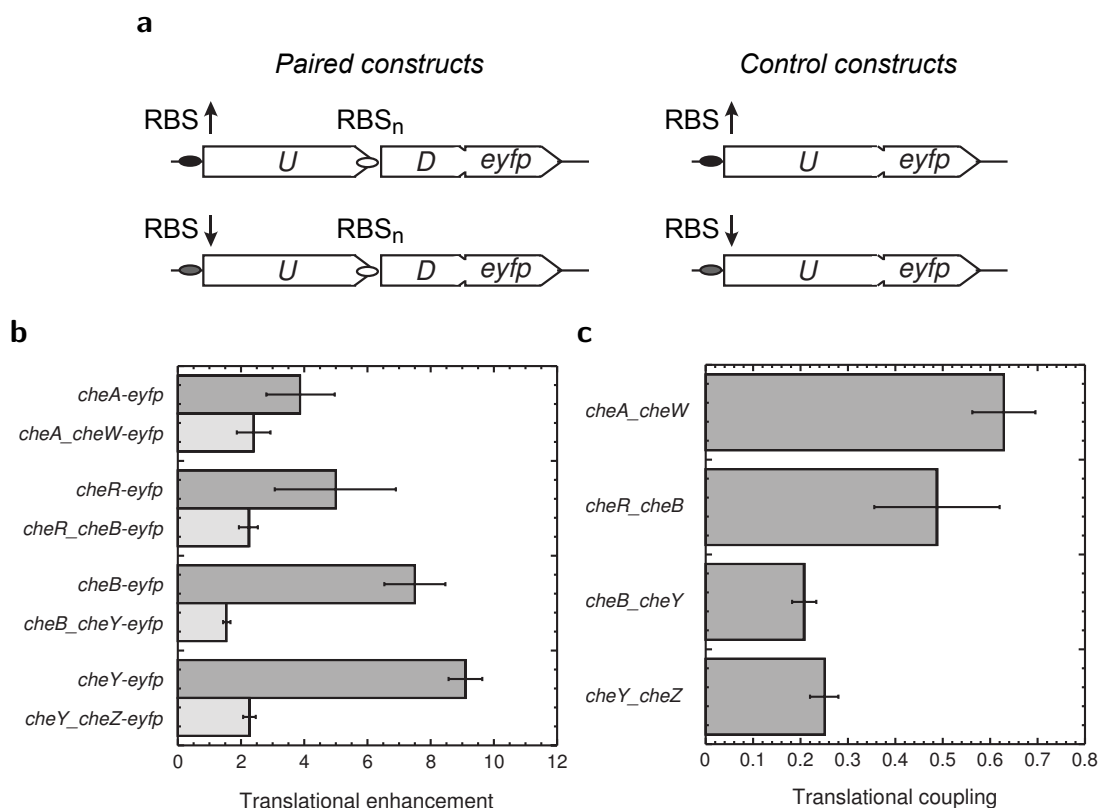 a
Paired constructs
Control constructs
RBS
RBSn
RBS
U
D
eyfp
U
eyfp
RBS
RBSn
RBS
U
D
eyfp
U
eyfp
b
cheA-eyfp
cheA_cheW-eyfp
cheR-eyfp
cheR_cheB-eyfp
cheB-eyfp
cheB_cheY-eyfp
cheY-eyfp
cheY_cheZ-eyfp
0 2 4 6 8 10 12
Translational enhancement
c
cheA_cheW
cheR_cheB
cheB_cheY
cheY_cheZ
0 0.1 0.2 0.3 0.4 0.5 0.6 0.7 0.8
Translational coupling